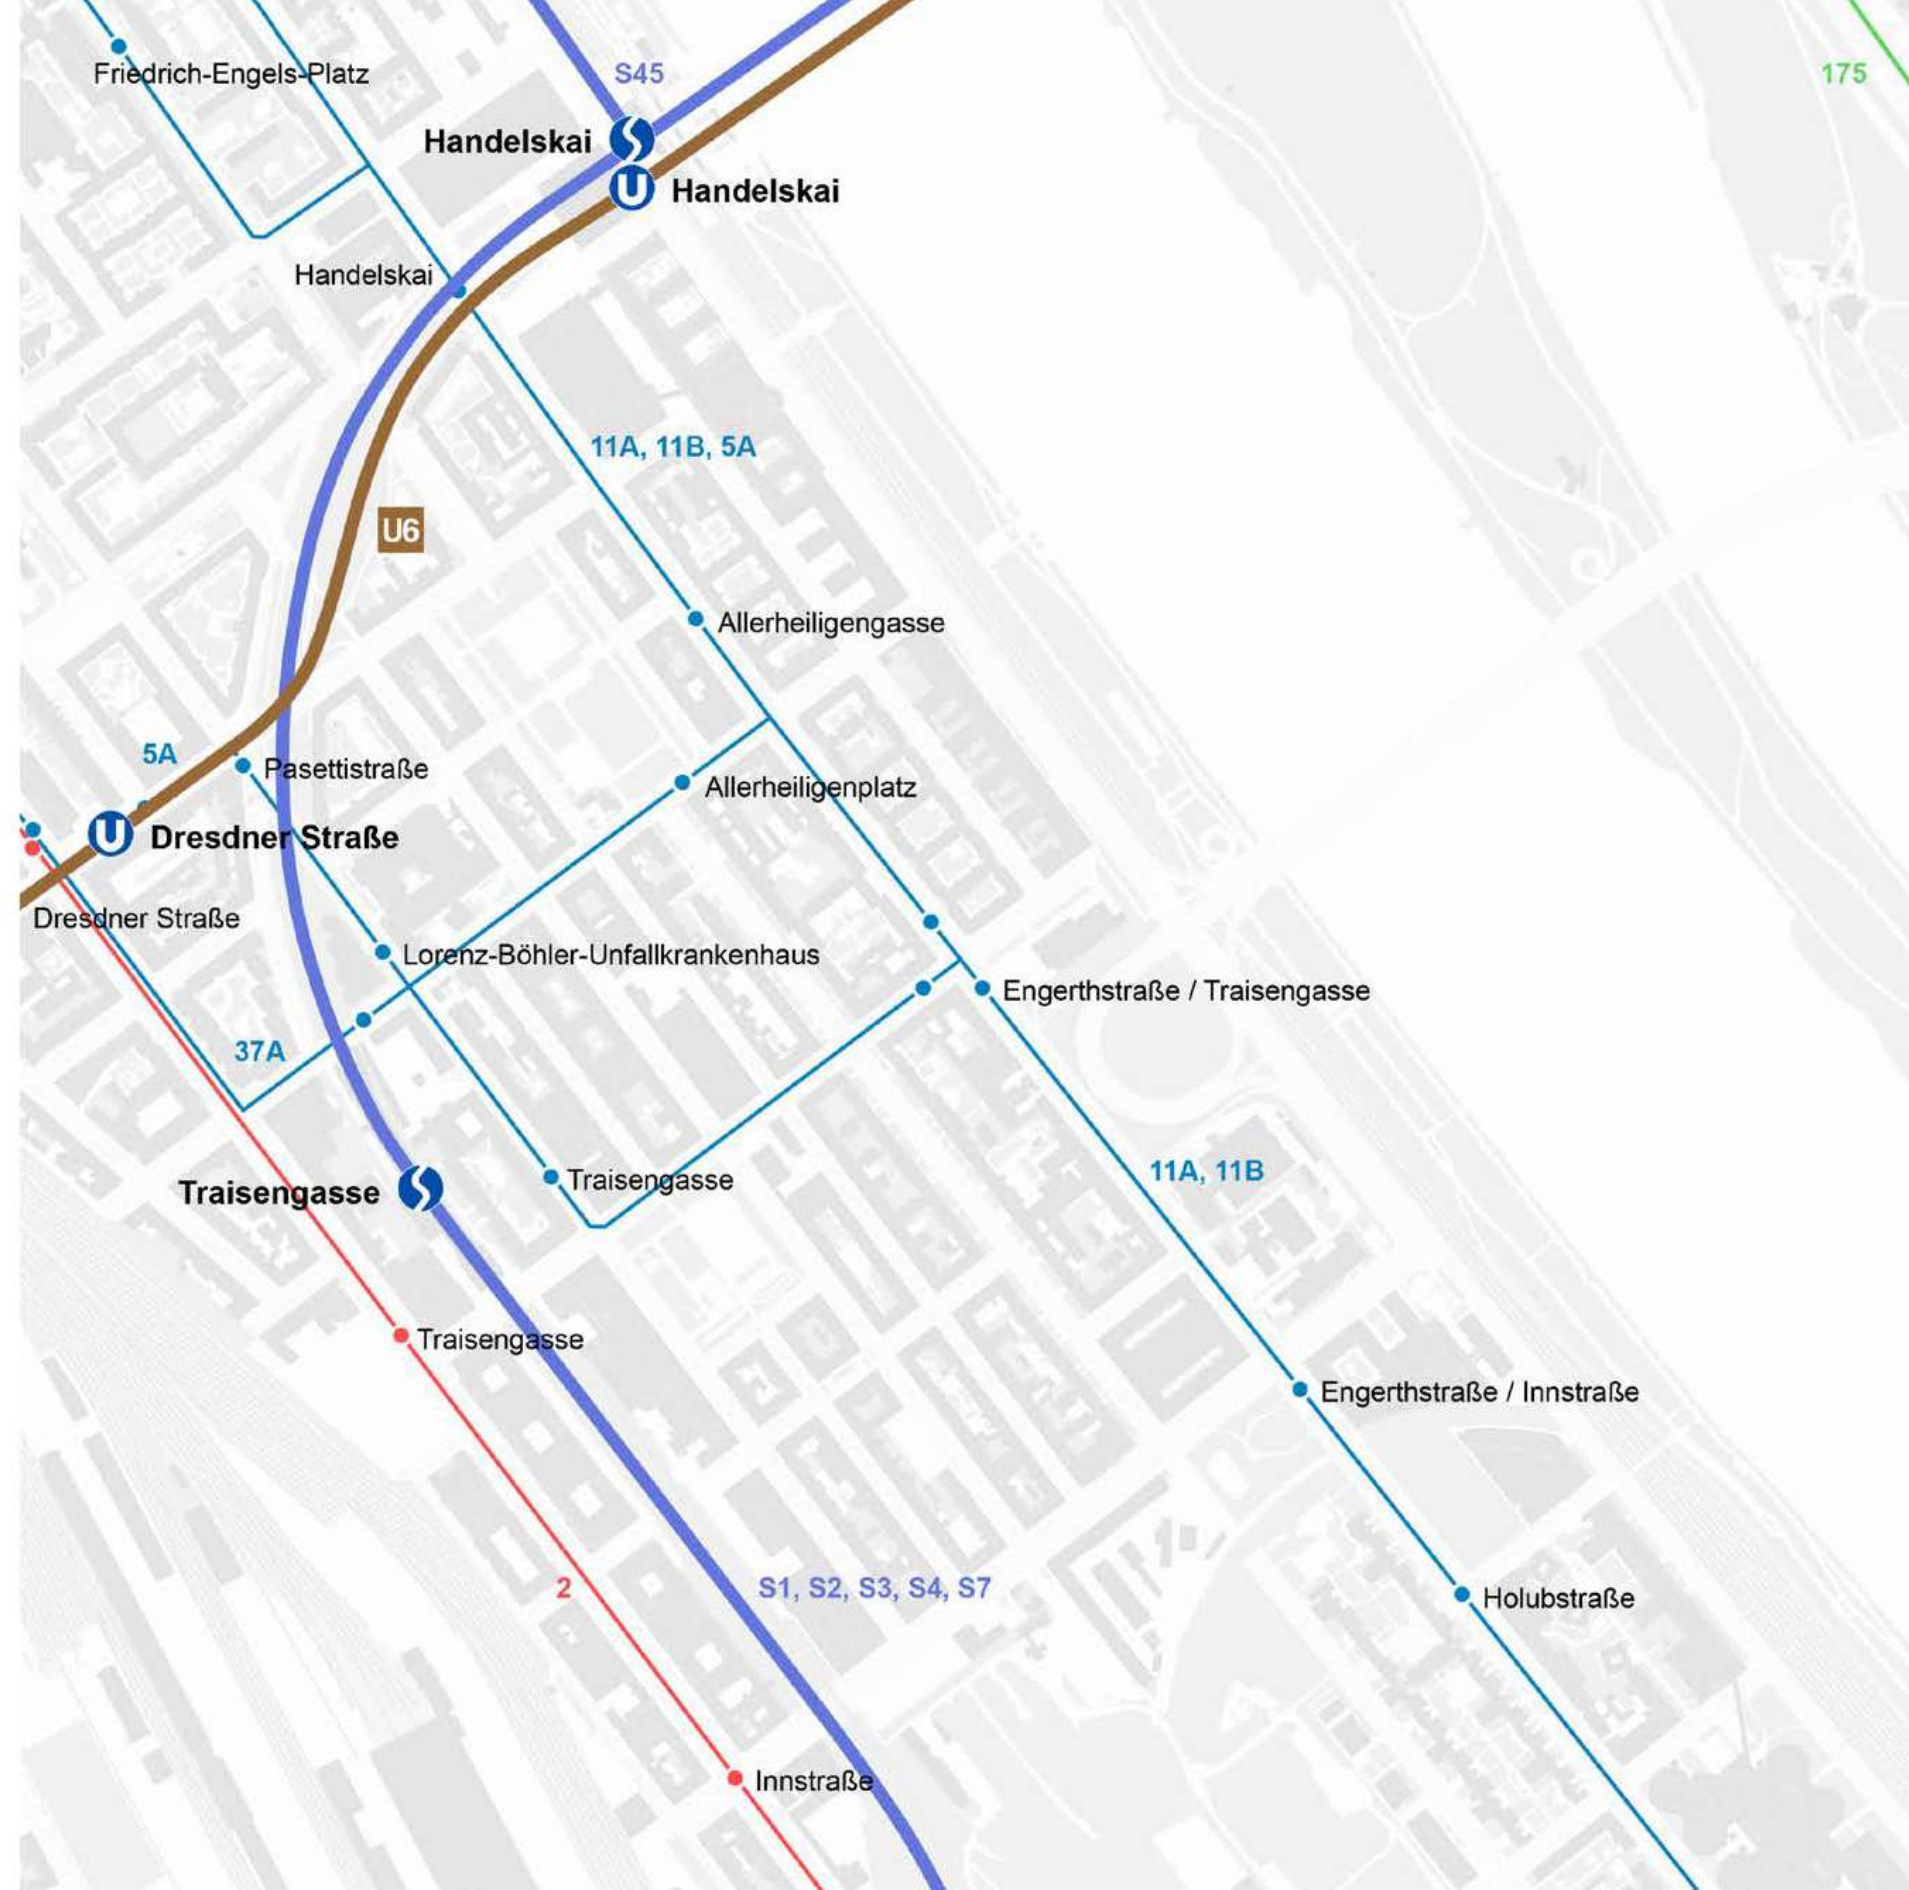 S45
175
Friedrich-Engels-Platz
Handelskai
Handelskai
Handelskai
11A, 11B, 5A
U6
Allerheiligengasse
5A
Pasettistraße
Allerheiligenplatz
Dresdner Straße
Dresdner Straße
Lorenz-Böhler-Unfallkrankenhaus
Engerthstraße / Traisengasse
37A
11A, 11B
Traisengasse
Traisengasse
Traisengasse
Engerthstraße / Innstraße
2
S1, S2, S3, S4, S7
Holubstraße
Innstraße